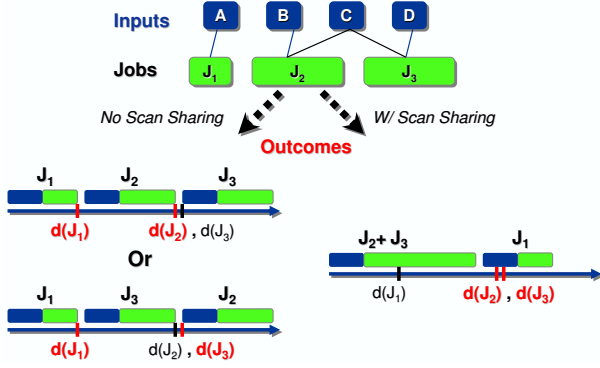 Inputs A B C D
Jobs J1 J2 J3
No Scan Sharing W/ Scan Sharing
Outcomes
J1 J2 J3
d(J1) d(J2) , d(J3)
Or
J1 J3 J2
d(J1) d(J2) , d(J3)
J2+ J3 J1
d(J1) d(J2) , d(J3)